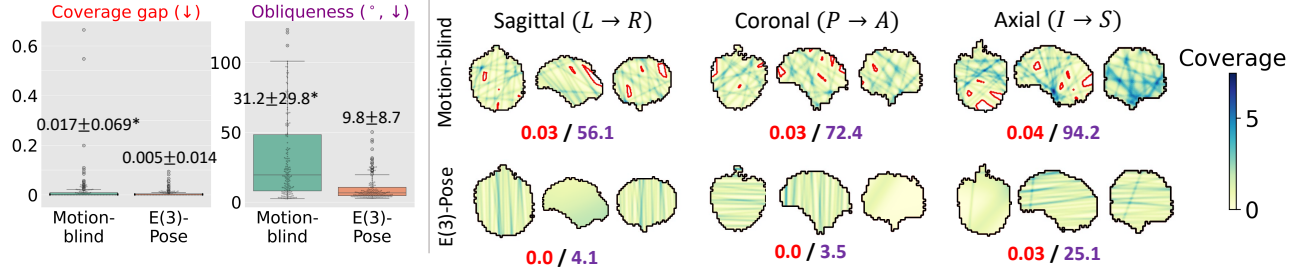 Coverage gap (↓)
0.6
0.4
0.2
0
0.017±0.069*
0.005±0.014
Motion-
blind
E(3)-
Pose
Obliqueness (°, ↓)
100
50
0
31.2±29.8*
9.8±8.7
Motion-
blind
E(3)-
Pose
Sagittal (L → R)
Coronal (P → A)
Axial (I → S)
Motion-blind
0.03 / 56.1
0.03 / 72.4
0.04 / 94.2
E(3)-Pose
0.0 / 4.1
0.0 / 3.5
0.03 / 25.1
Coverage
5
0